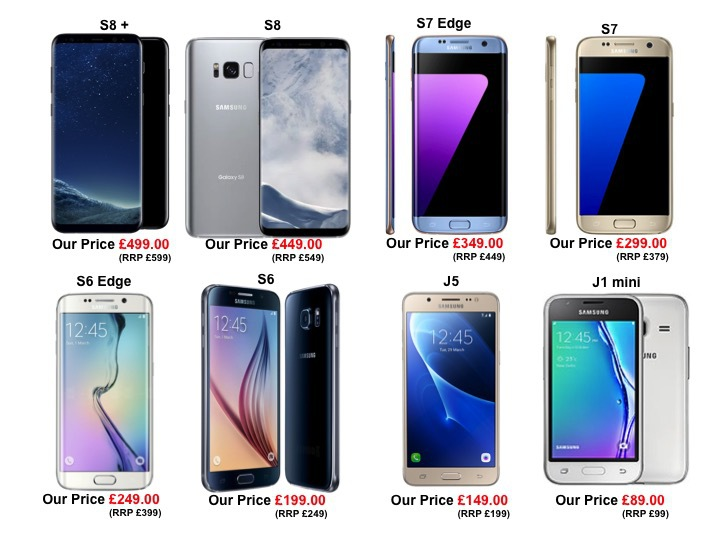 S8 +
S8
S7 Edge
S7
SAMSUNG
Galaxy S8
SAMSUNG
SAMSUNG
Our Price £499.00
(RRP £599)
Our Price £449.00
(RRP £549)
Our Price £349.00
(RRP £449)
Our Price £299.00
(RRP £379)
S6 Edge
S6
J5
J1 mini
SAMSUNG
12:45
SAMSUNG
12:45
SAMSUNG
SAMSUNG
12:45
SAMSUNG
12:45
SAMSUNG
UNG
Our Price £249.00
(RRP £399)
Our Price £199.00
(RRP £249)
Our Price £149.00
(RRP £199)
Our Price £89.00
(RRP £99)